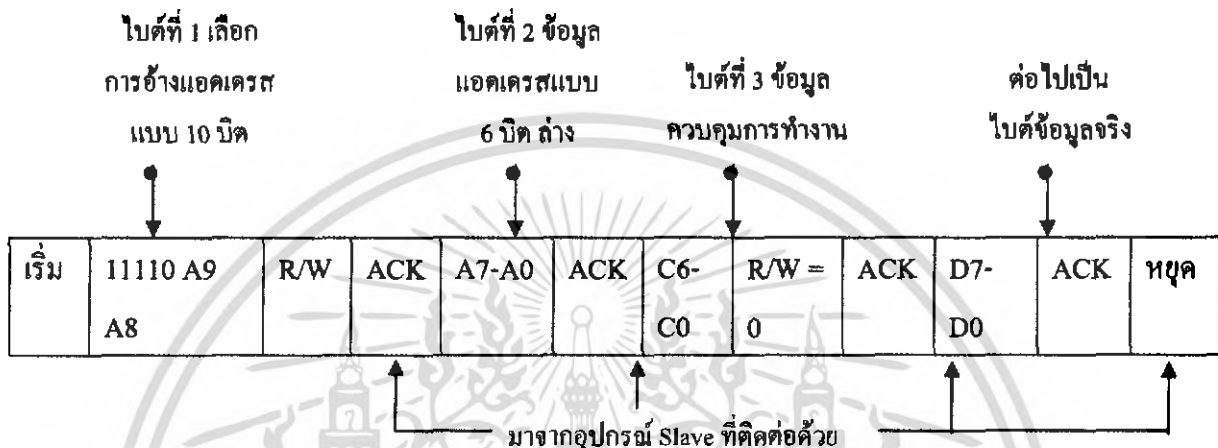 ไบต์ที่ 1 เลือก
การอ้างแอดเดรส
แบบ 10 บิต
ไบต์ที่ 2 ข้อมูล
แอดเดรสแบบ
6 บิต ล่าง
ไบต์ที่ 3 ข้อมูล
ควบคุมการทำงาน
ต่อไปเป็น
ไบต์ข้อมูลจริง
เริ่ม 11110 A9 R/W ACK A7-A0 ACK C6- R/W = ACK D7- ACK หยุด
A8 C0 0 D0
มาจากอุปกรณ์ Slave ที่ติดต่อด้วย